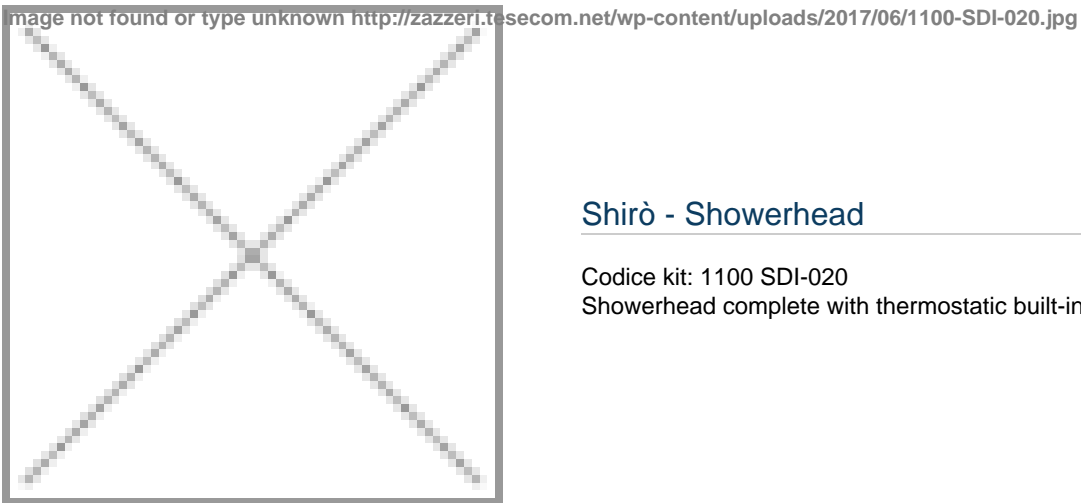 Image not found or type unknown http://zazzeri.tesecom.net/wp-content/uploads/2017/06/1100-SDI-020.jpg
Shirò - Showerhead
Codice kit: 1100 SDI-020
Showerhead complete with thermostatic built-in